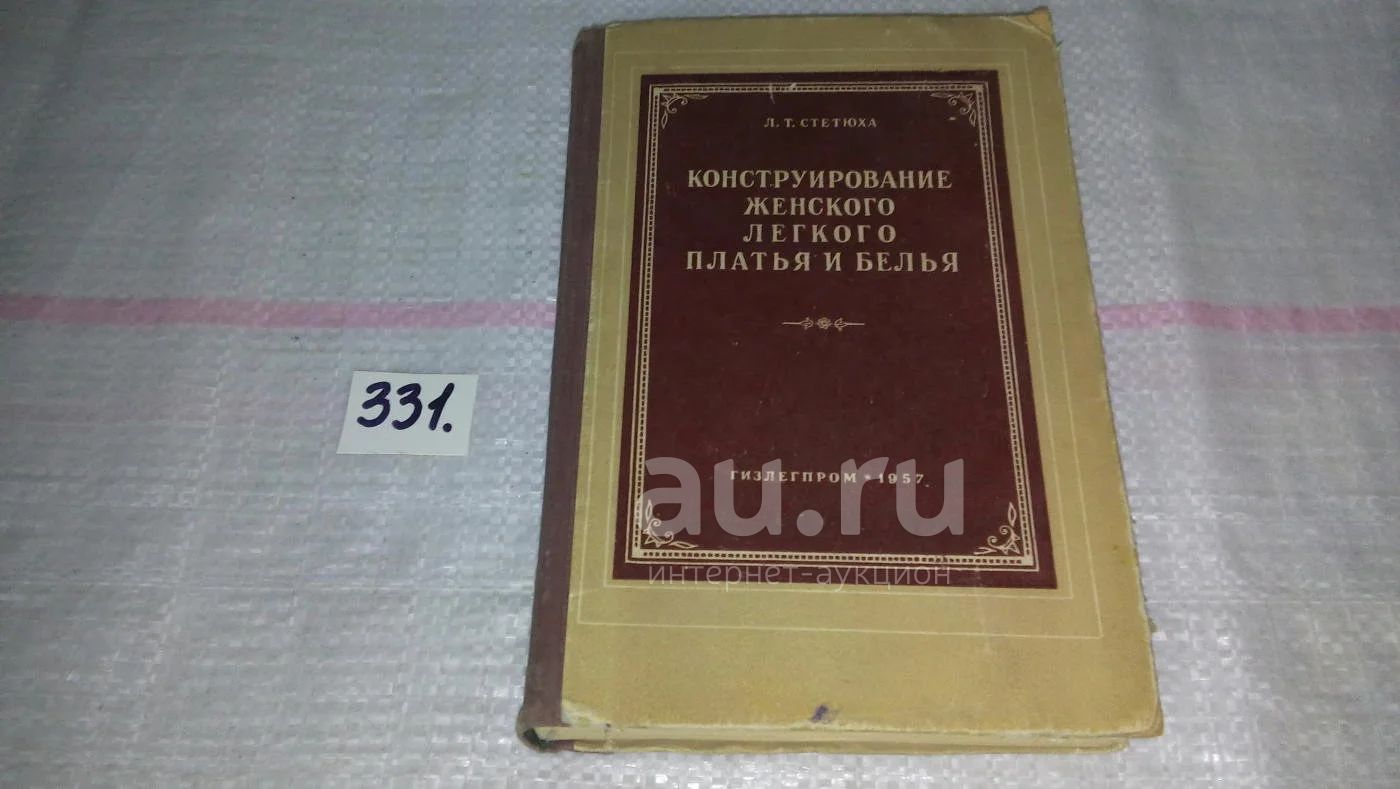 Л. Т. СТЕТЮХА
КОНСТРУИРОВАНИЕ
ЖЕНСКОГО
ЛЕГКОГО
ПЛАТЬЯ И БЕЛЬЯ
331.
ГИЗЛЕГПРОМ * 1957
au.ru
интернет-аукцион